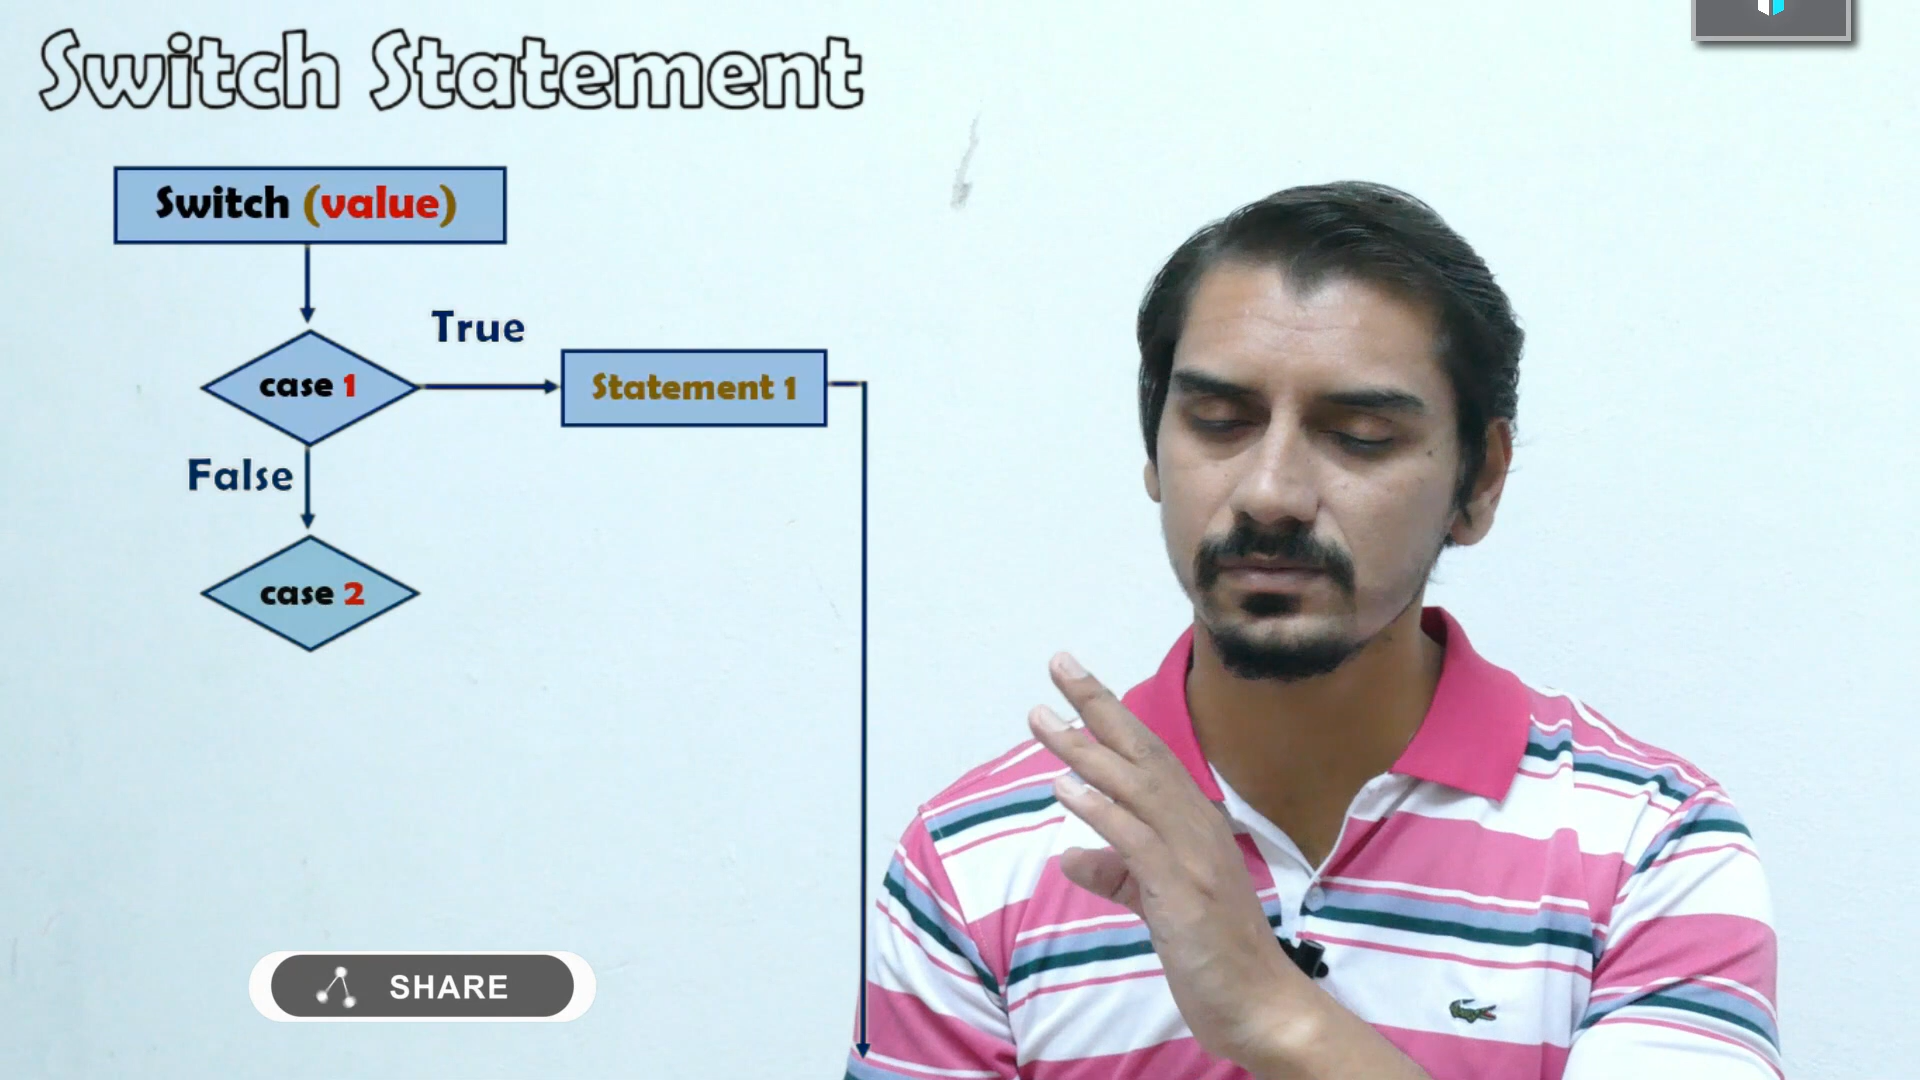 Switch Statement
Switch (value)
True
case 1
Statement 1
False
case 2
SHARE